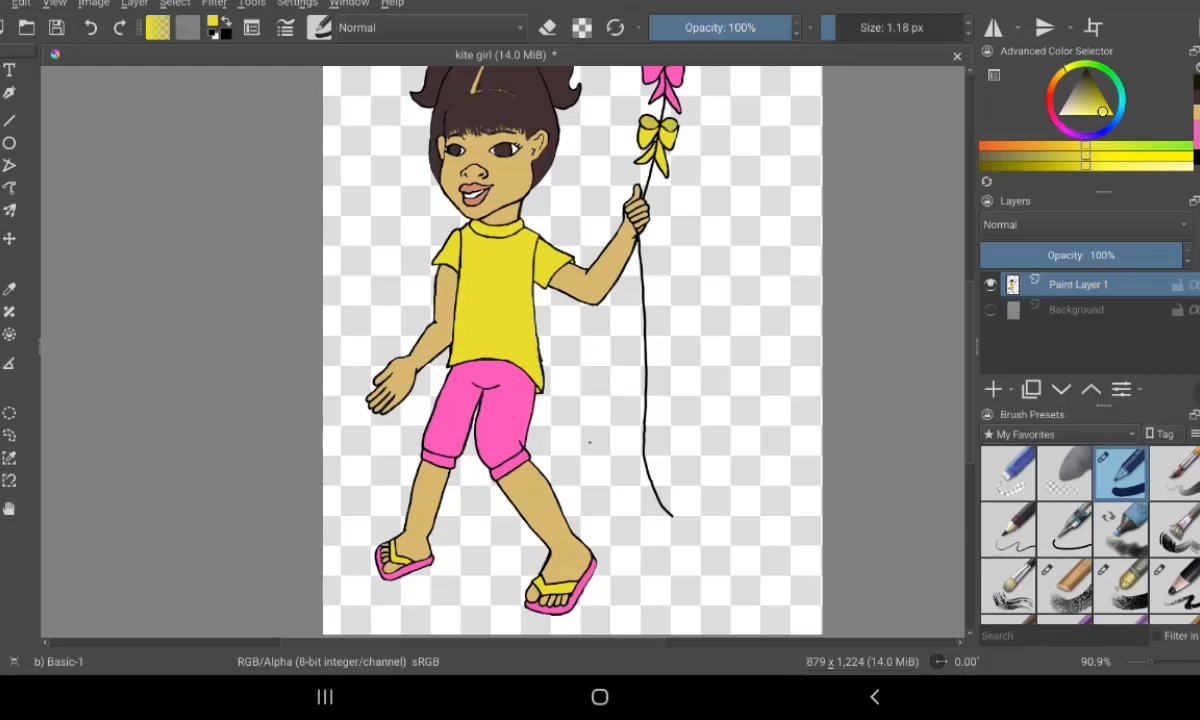 Edit View Image Layer Select Filter Tools Settings Window Help
Normal
Opacity: 100%
Size: 1.18 px
kite girl (14.0 MiB) *
Advanced Color Selector
Layers
Normal
Opacity: 100%
Paint Layer 1
Background
Brush Presets
My Favorites
Tag
Search
Filter in
b) Basic-1
RGB/Alpha (8-bit integer/channel) sRGB
879 x 1,224 (14.0 MiB)
0.00°
90.9%